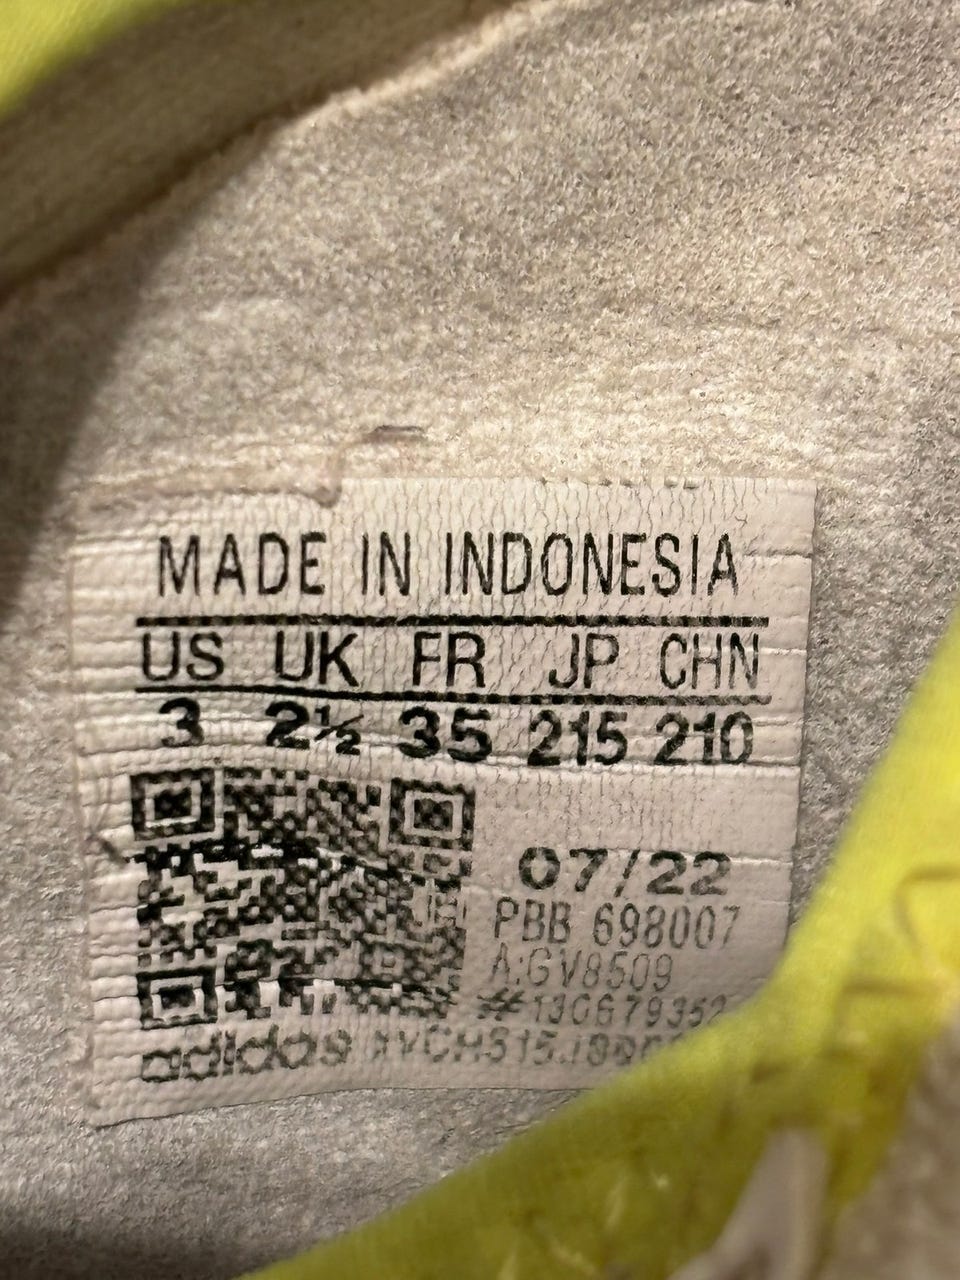 MADE IN INDONESIA
US UK FR JP CHN
3 2½ 35 215 210
07/22
PBB 698007
A:GV8509
adidas